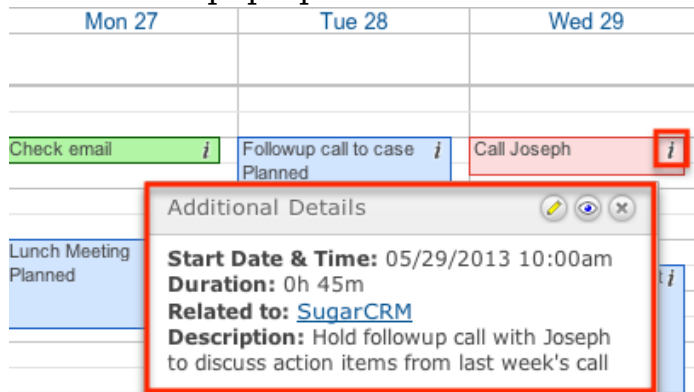 Mon 27 Tue 28 Wed 29
Check email i Followup call to case i Call Joseph i
Planned
Additional Details
Lunch Meeting
Planned
Start Date & Time: 05/29/2013 10:00am
Duration: 0h 45m
Related to: SugarCRM
Description: Hold followup call with Joseph
to discuss action items from last week's call
t i